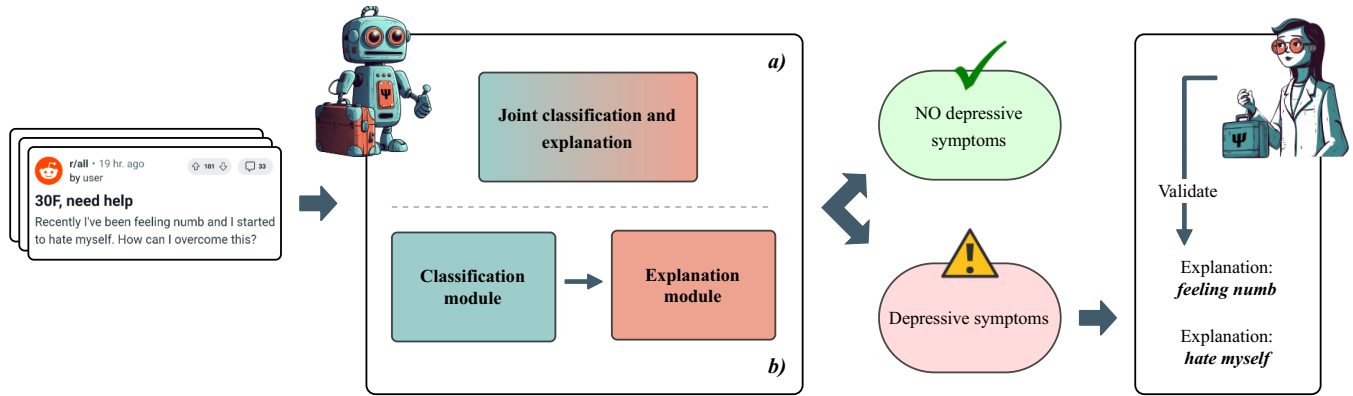 r/all • 19 hr. ago
by user
101
33
30F, need help
Recently I've been feeling numb and I started
to hate myself. How can I overcome this?
Ψ
a)
Joint classification and
explanation
Classification
module
Explanation
module
b)
NO depressive
symptoms
Depressive symptoms
Ψ
Validate
Explanation:
feeling numb
Explanation:
hate myself